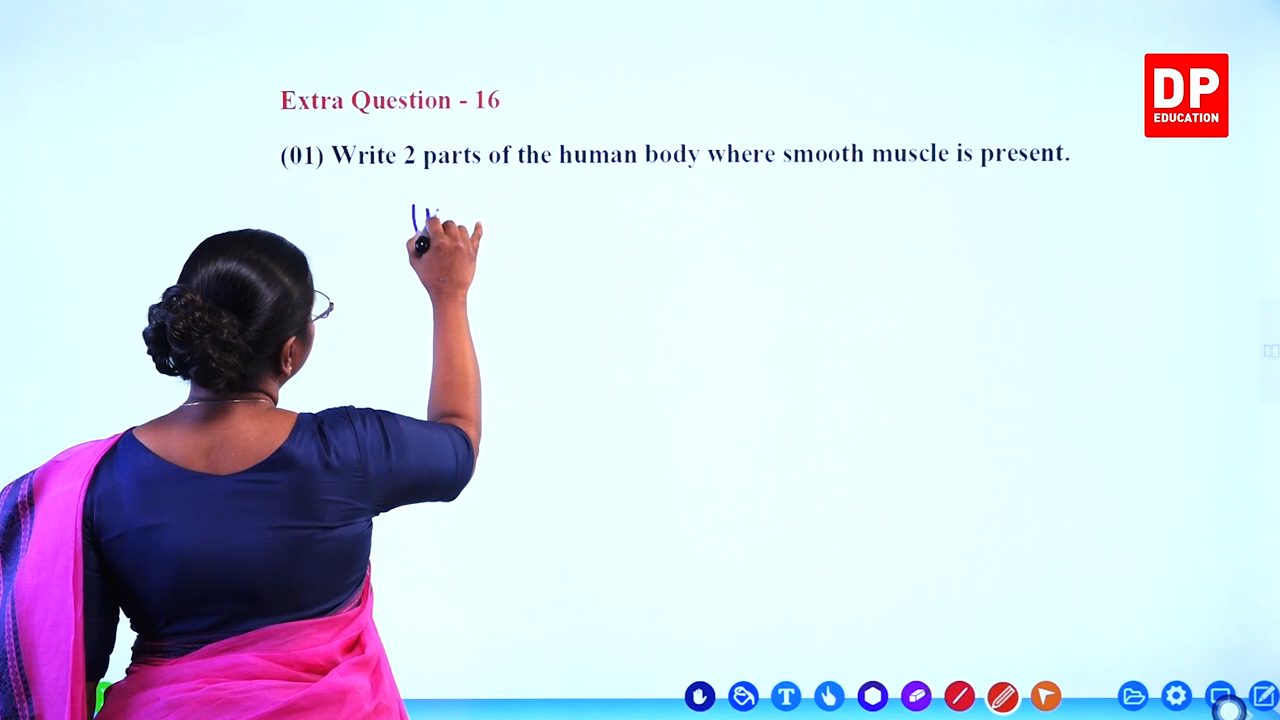 DP
EDUCATION
Extra Question - 16
(01) Write 2 parts of the human body where smooth muscle is present.
T